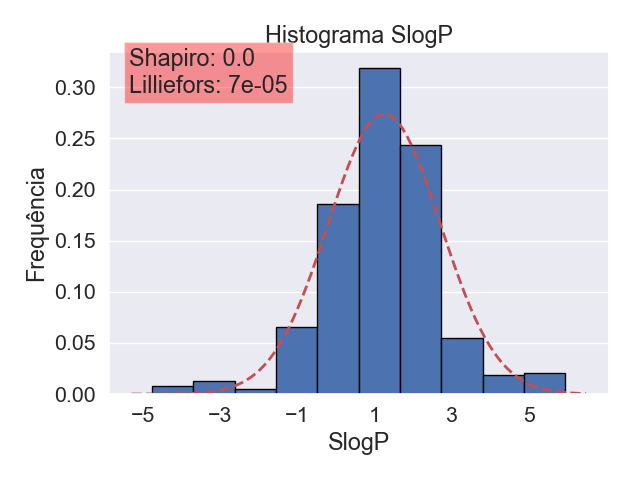 Histograma SlogP
Shapiro: 0.0
Lilliefors: 7e-05
Frequência
0.30
0.25
0.20
0.15
0.10
0.05
0.00
−5 −3 −1 1 3 5
SlogP